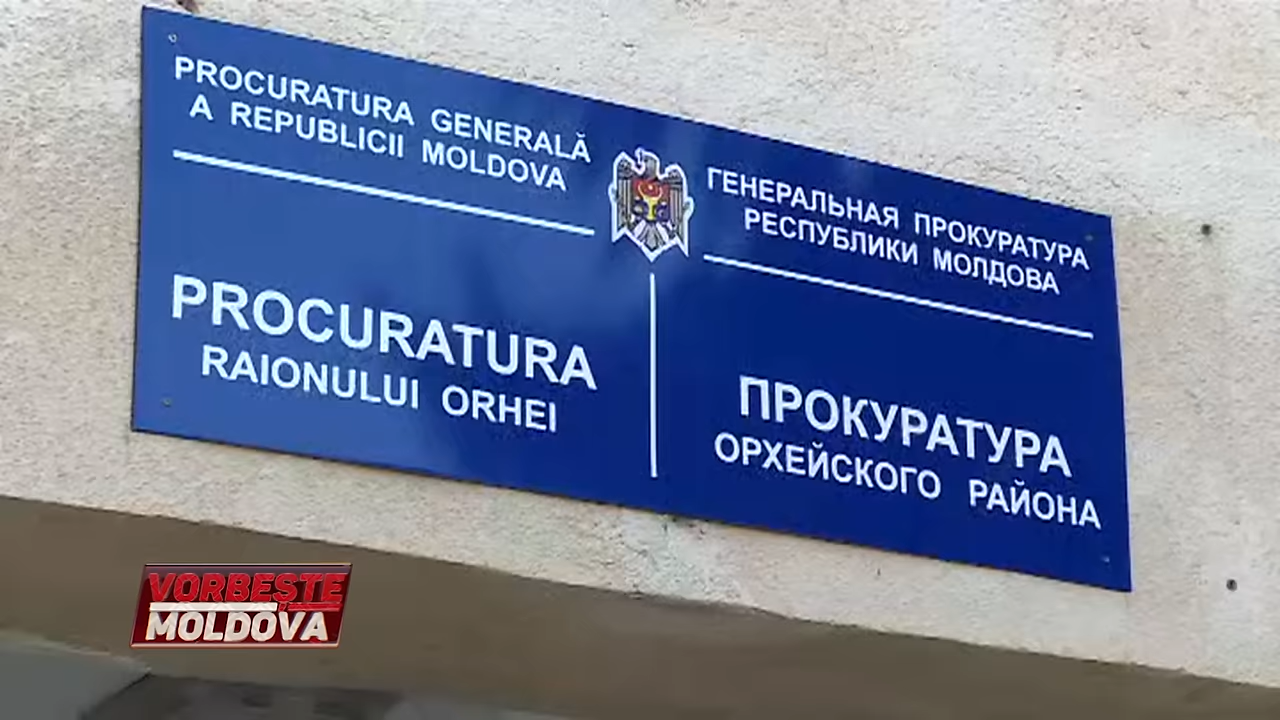 PROCURATURA GENERALĂ
A REPUBLICII MOLDOVA
PROCURATURA
RAIONULUI ORHEI
ГЕНЕРАЛЬНАЯ ПРОКУРАТУРА
РЕСПУБЛИКИ МОЛДОВА
ПРОКУРАТУРА
ОРХЕЙСКОГО РАЙОНА
VORBEȘTE
MOLDOVA